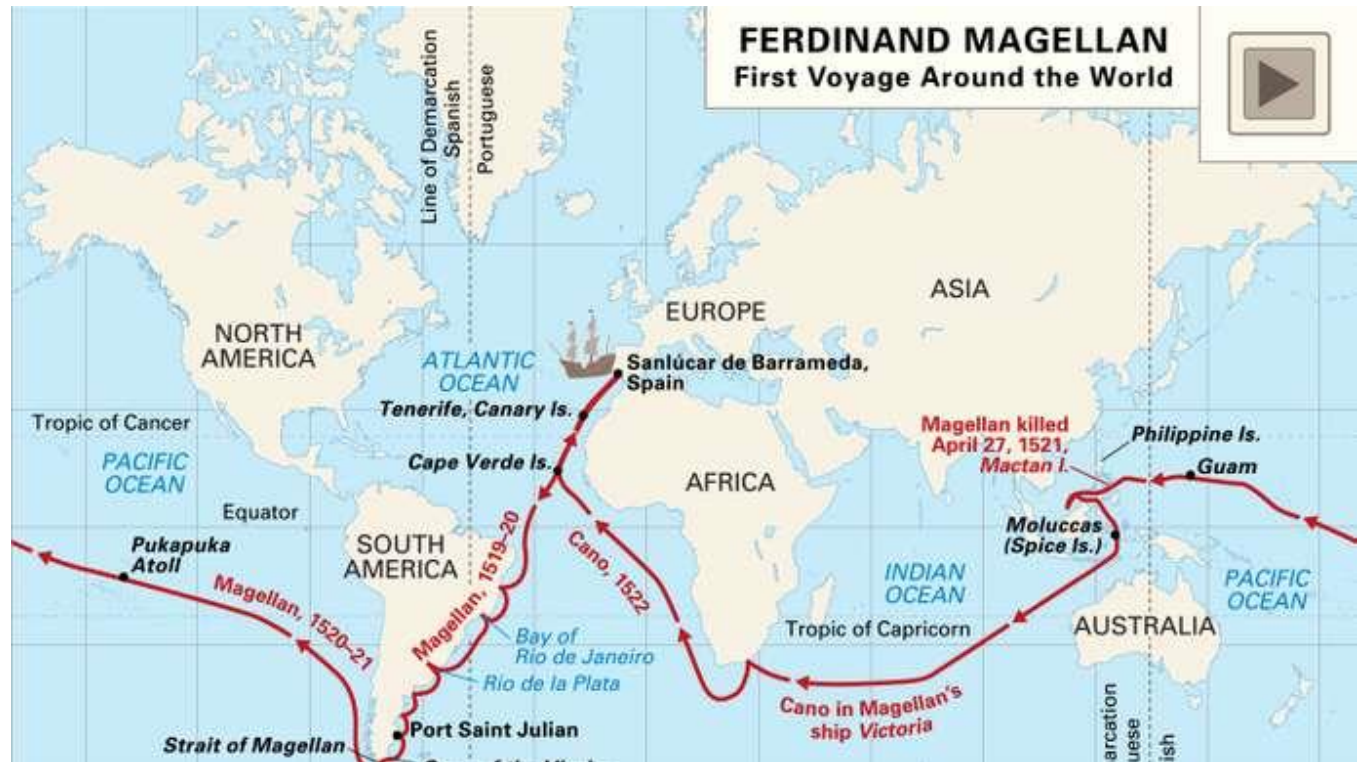 FERDINAND MAGELLAN
First Voyage Around the World
Line of Demarcation
Spanish
Portuguese
NORTH
AMERICA
ATLANTIC
OCEAN
EUROPE
ASIA
Sanlúcar de Barrameda,
Spain
Tenerife, Canary Is.
Tropic of Cancer
PACIFIC
OCEAN
Cape Verde Is.
AFRICA
Magellan killed
April 27, 1521,
Mactan I.
Philippine Is.
Guam
Equator
Pukapuka
Atoll
SOUTH
AMERICA
Magellan, 1519–20
Cano, 1522
Moluccas
(Spice Is.)
INDIAN
OCEAN
PACIFIC
OCEAN
Magellan, 1520–21
Bay of
Rio de Janeiro
Rio de la Plata
Tropic of Capricorn
AUSTRALIA
Cano in Magellan's
ship Victoria
Port Saint Julian
Strait of Magellan
arcation
uese
ish